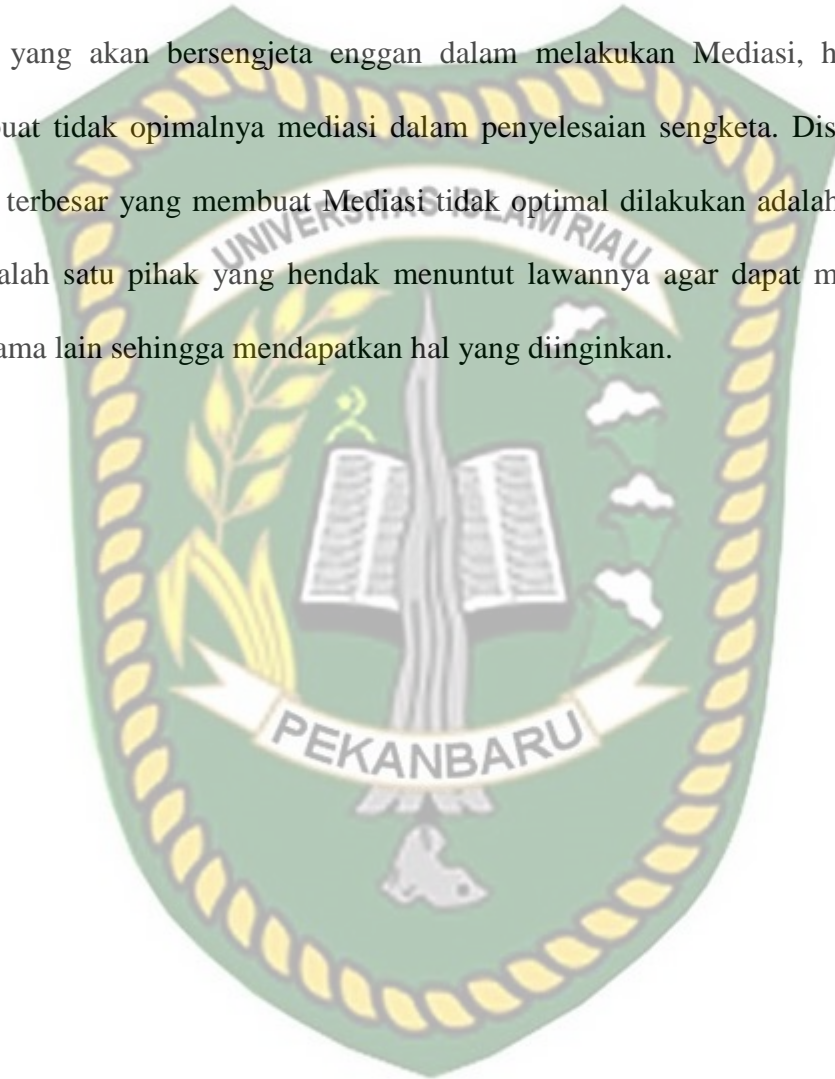 yang akan bersengjeta enggan dalam melakukan Mediasi, h
uat tidak opimalnya mediasi dalam penyelesaian sengketa. Dis
terbesar yang membuat Mediasi tidak optimal dilakukan adalah
alah satu pihak yang hendak menuntut lawannya agar dapat m
ama lain sehingga mendapatkan hal yang diinginkan.
UNIVERSITAS ISLAM RIAU
PEKANBARU